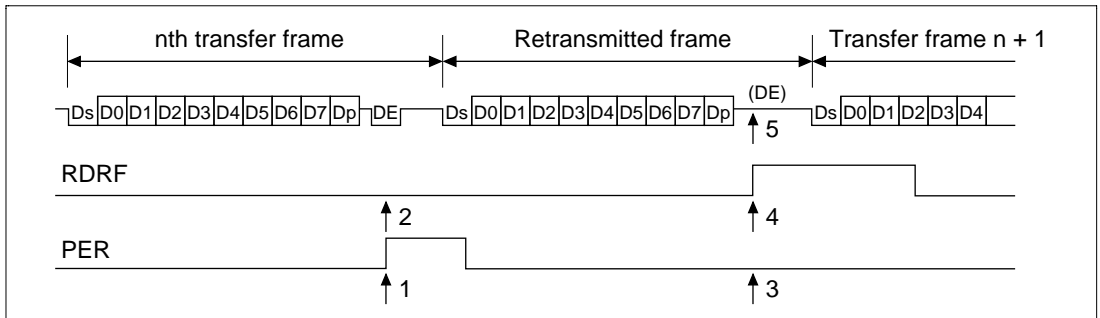 nth transfer frame Retransmitted frame Transfer frame n + 1
(DE)
Ds D0 D1 D2 D3 D4 D5 D6 D7 Dp DE Ds D0 D1 D2 D3 D4 D5 D6 D7 Dp Ds D0 D1 D2 D3 D4
5
RDRF
2 4
PER
1 3